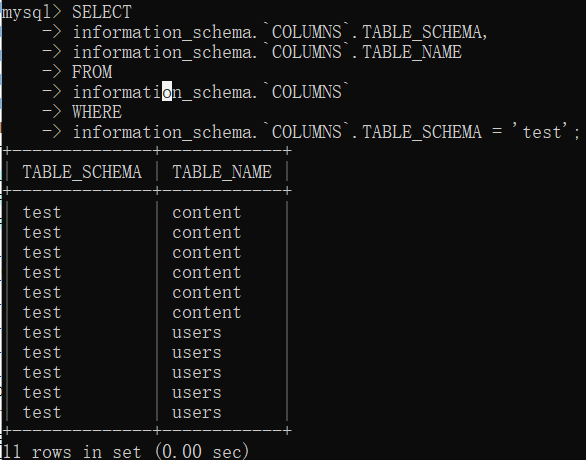 mysql> SELECT
-> information_schema.`COLUMNS`.TABLE_SCHEMA,
-> information_schema.`COLUMNS`.TABLE_NAME
-> FROM
-> information_schema.`COLUMNS`
-> WHERE
-> information_schema.`COLUMNS`.TABLE_SCHEMA = 'test';
+--------------+------------+
| TABLE_SCHEMA | TABLE_NAME |
+--------------+------------+
| test | content |
| test | content |
| test | content |
| test | content |
| test | content |
| test | content |
| test | users |
| test | users |
| test | users |
| test | users |
| test | users |
+--------------+------------+
11 rows in set (0.00 sec)